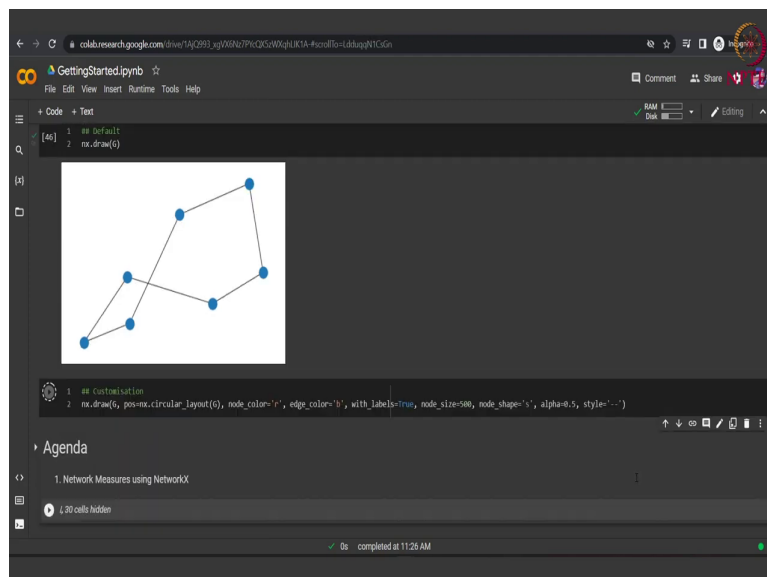 colab.research.google.com/drive/1AjQ993_xgVX6Nz7PYcQXSzWXqhLIK1A-#scrollTo=LdduqqN1CsGn
GettingStarted.ipynb
Comment Share
File Edit View Insert Runtime Tools Help
+ Code + Text
RAM
Disk
Editing
[46] 1 ## Default
2 nx.draw(G)
{x}
1 ## Customisation
2 nx.draw(G, pos=nx.circular_layout(G), node_color='r', edge_color='b', with_labels=True, node_size=500, node_shape='s', alpha=0.5, style='--')
Agenda
1. Network Measures using NetworkX
30 cells hidden
0s completed at 11:26 AM